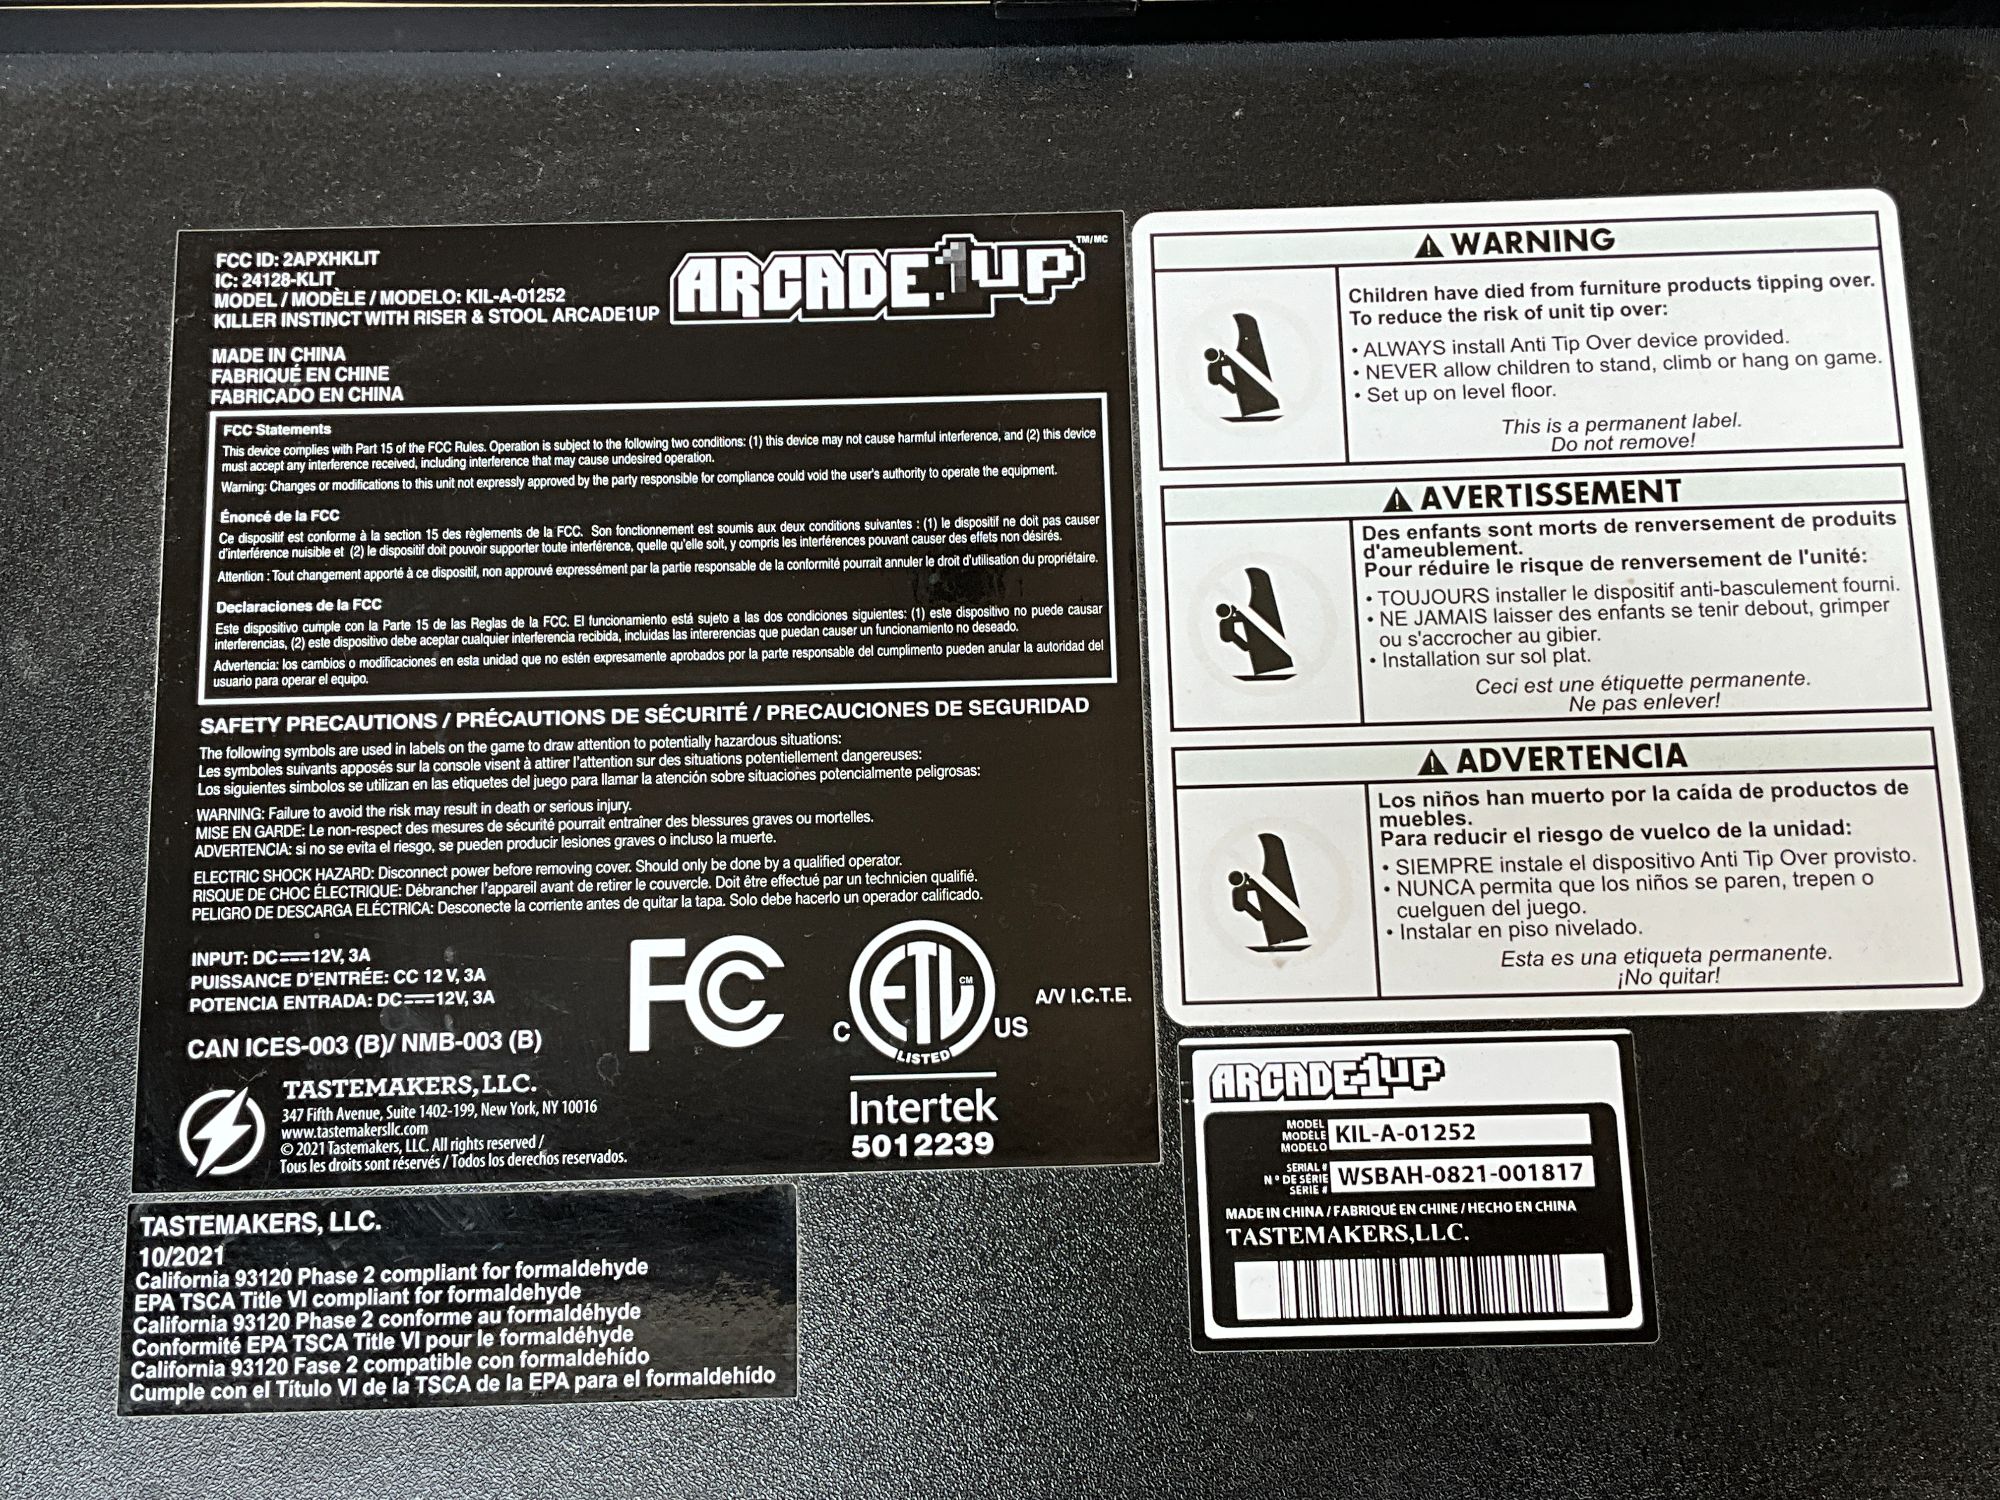 FCC ID: 2APXHKLIT
IC: 24128-KLIT
MODEL / MODÈLE / MODELO: KIL-A-01252
KILLER INSTINCT WITH RISER & STOOL ARCADE1UP
ARCADE1UP TM/MC
MADE IN CHINA
FABRIQUÉ EN CHINE
FABRICADO EN CHINA
FCC Statements
This device complies with Part 15 of the FCC Rules. Operation is subject to the following two conditions: (1) this device may not cause harmful interference, and (2) this device
must accept any interference received, including interference that may cause undesired operation.
Warning: Changes or modifications to this unit not expressly approved by the party responsible for compliance could void the user's authority to operate the equipment.
Énoncé de la FCC
Ce dispositif est conforme à la section 15 des règlements de la FCC. Son fonctionnement est soumis aux deux conditions suivantes : (1) le dispositif ne doit pas causer
d'interférence nuisible et (2) le dispositif doit pouvoir supporter toute interférence, quelle qu'elle soit, y compris les interférences pouvant causer des effets non désirés.
Attention : Tout changement apporté à ce dispositif, non approuvé expressément par la partie responsable de la conformité pourrait annuler le droit d'utilisation du propriétaire.
Declaraciones de la FCC
Este dispositivo cumple con la Parte 15 de las Reglas de la FCC. El funcionamiento está sujeto a las dos condiciones siguientes: (1) este dispositivo no puede causar
interferencias, (2) este dispositivo debe aceptar cualquier interferencia recibida, incluidas las intererencias que puedan causer un funcionamiento no deseado.
Advertencia: los cambios o modificaciones en esta unidad que no estén expresamente aprobados por la parte responsable del cumplimento pueden anular la autoridad del
usuario para operar el equipo.
SAFETY PRECAUTIONS / PRÉCAUTIONS DE SÉCURITÉ / PRECAUCIONES DE SEGURIDAD
The following symbols are used in labels on the game to draw attention to potentially hazardous situations:
Les symboles suivants apposés sur la console visent à attirer l'attention sur des situations potentiellement dangereuses:
Los siguientes simbolos se utilizan en las etiquetas del juego para llamar la atención sobre situaciones potencialmente peligrosas:
WARNING: Failure to avoid the risk may result in death or serious injury.
MISE EN GARDE: Le non-respect des mesures de sécurité pourrait entraîner des blessures graves ou mortelles.
ADVERTENCIA: si no se evita el riesgo, se pueden producir lesiones graves o incluso la muerte.
ELECTRIC SHOCK HAZARD: Disconnect power before removing cover. Should only be done by a qualified operator.
RISQUE DE CHOC ÉLECTRIQUE: Débrancher l'appareil avant de retirer le couvercle. Doit être effectué par un technicien qualifié.
PELIGRO DE DESCARGA ELÉCTRICA: Desconecte la corriente antes de quitar la tapa. Solo debe hacerlo un operador calificado.
INPUT: DC⎓12V, 3A
PUISSANCE D'ENTRÉE: CC 12 V, 3A
POTENCIA ENTRADA: DC⎓12V, 3A
CAN ICES-003 (B)/ NMB-003 (B)
FC
C ETL CM US
LISTED
Intertek
5012239
A/V I.C.T.E.
TASTEMAKERS, LLC.
347 Fifth Avenue, Suite 1402-199, New York, NY 10016
www.tastemakersllc.com
© 2021 Tastemakers, LLC. All rights reserved /
Tous les droits sont réservés / Todos los derechos reservados.
TASTEMAKERS, LLC.
10/2021
California 93120 Phase 2 compliant for formaldehyde
EPA TSCA Title VI compliant for formaldehyde
California 93120 Phase 2 conforme au formaldéhyde
Conformité EPA TSCA Title VI pour le formaldéhyde
California 93120 Fase 2 compatible con formaldehído
Cumple con el Título VI de la TSCA de la EPA para el formaldehído
WARNING
Children have died from furniture products tipping over.
To reduce the risk of unit tip over:
• ALWAYS install Anti Tip Over device provided.
• NEVER allow children to stand, climb or hang on game.
• Set up on level floor.
This is a permanent label.
Do not remove!
AVERTISSEMENT
Des enfants sont morts de renversement de produits
d'ameublement.
Pour réduire le risque de renversement de l'unité:
• TOUJOURS installer le dispositif anti-basculement fourni.
• NE JAMAIS laisser des enfants se tenir debout, grimper
ou s'accrocher au gibier.
• Installation sur sol plat.
Ceci est une étiquette permanente.
Ne pas enlever!
ADVERTENCIA
Los niños han muerto por la caída de productos de
muebles.
Para reducir el riesgo de vuelco de la unidad:
• SIEMPRE instale el dispositivo Anti Tip Over provisto.
• NUNCA permita que los niños se paren, trepen o
cuelguen del juego.
• Instalar en piso nivelado.
Esta es una etiqueta permanente.
¡No quitar!
ARCADE1UP
MODEL
MODÈLE
MODELO
KIL-A-01252
SERIAL #
N° DE SÉRIE
SERIE #
WSBAH-0821-001817
MADE IN CHINA / FABRIQUÉ EN CHINE / HECHO EN CHINA
TASTEMAKERS,LLC.